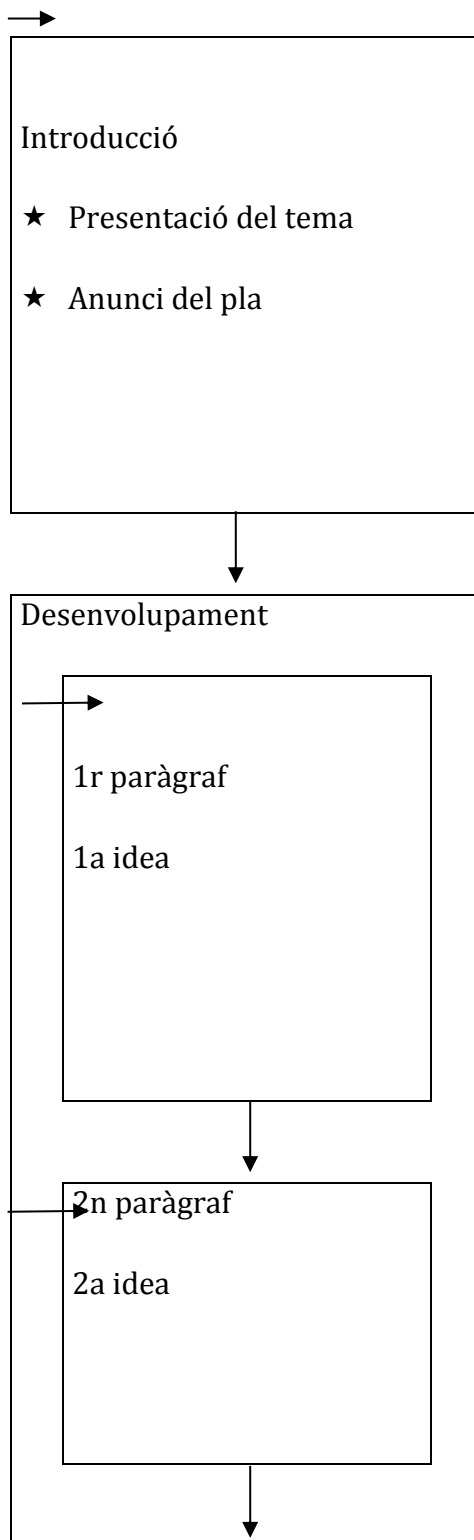 Introducció
★ Presentació del tema
★ Anunci del pla
Desenvolupament
1r paràgraf
1a idea
2n paràgraf
2a idea